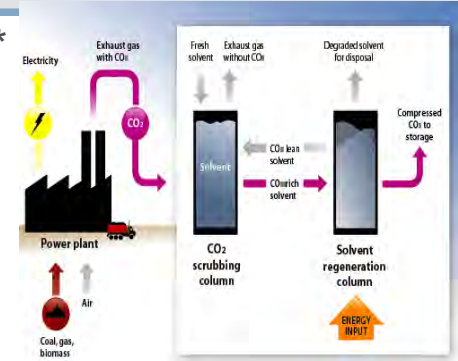 *
Electricity
Exhaust gas
with CO₂
CO₂
Power plant
Air
Coal, gas,
biomass
Fresh
solvent
Exhaust gas
without CO₂
Degraded solvent
for disposal
Solvent
CO₂ lean
solvent
CO₂ rich
solvent
Compressed
CO₂ to
storage
CO₂
scrubbing
column
Solvent
regeneration
column
ENERGY
INPUT